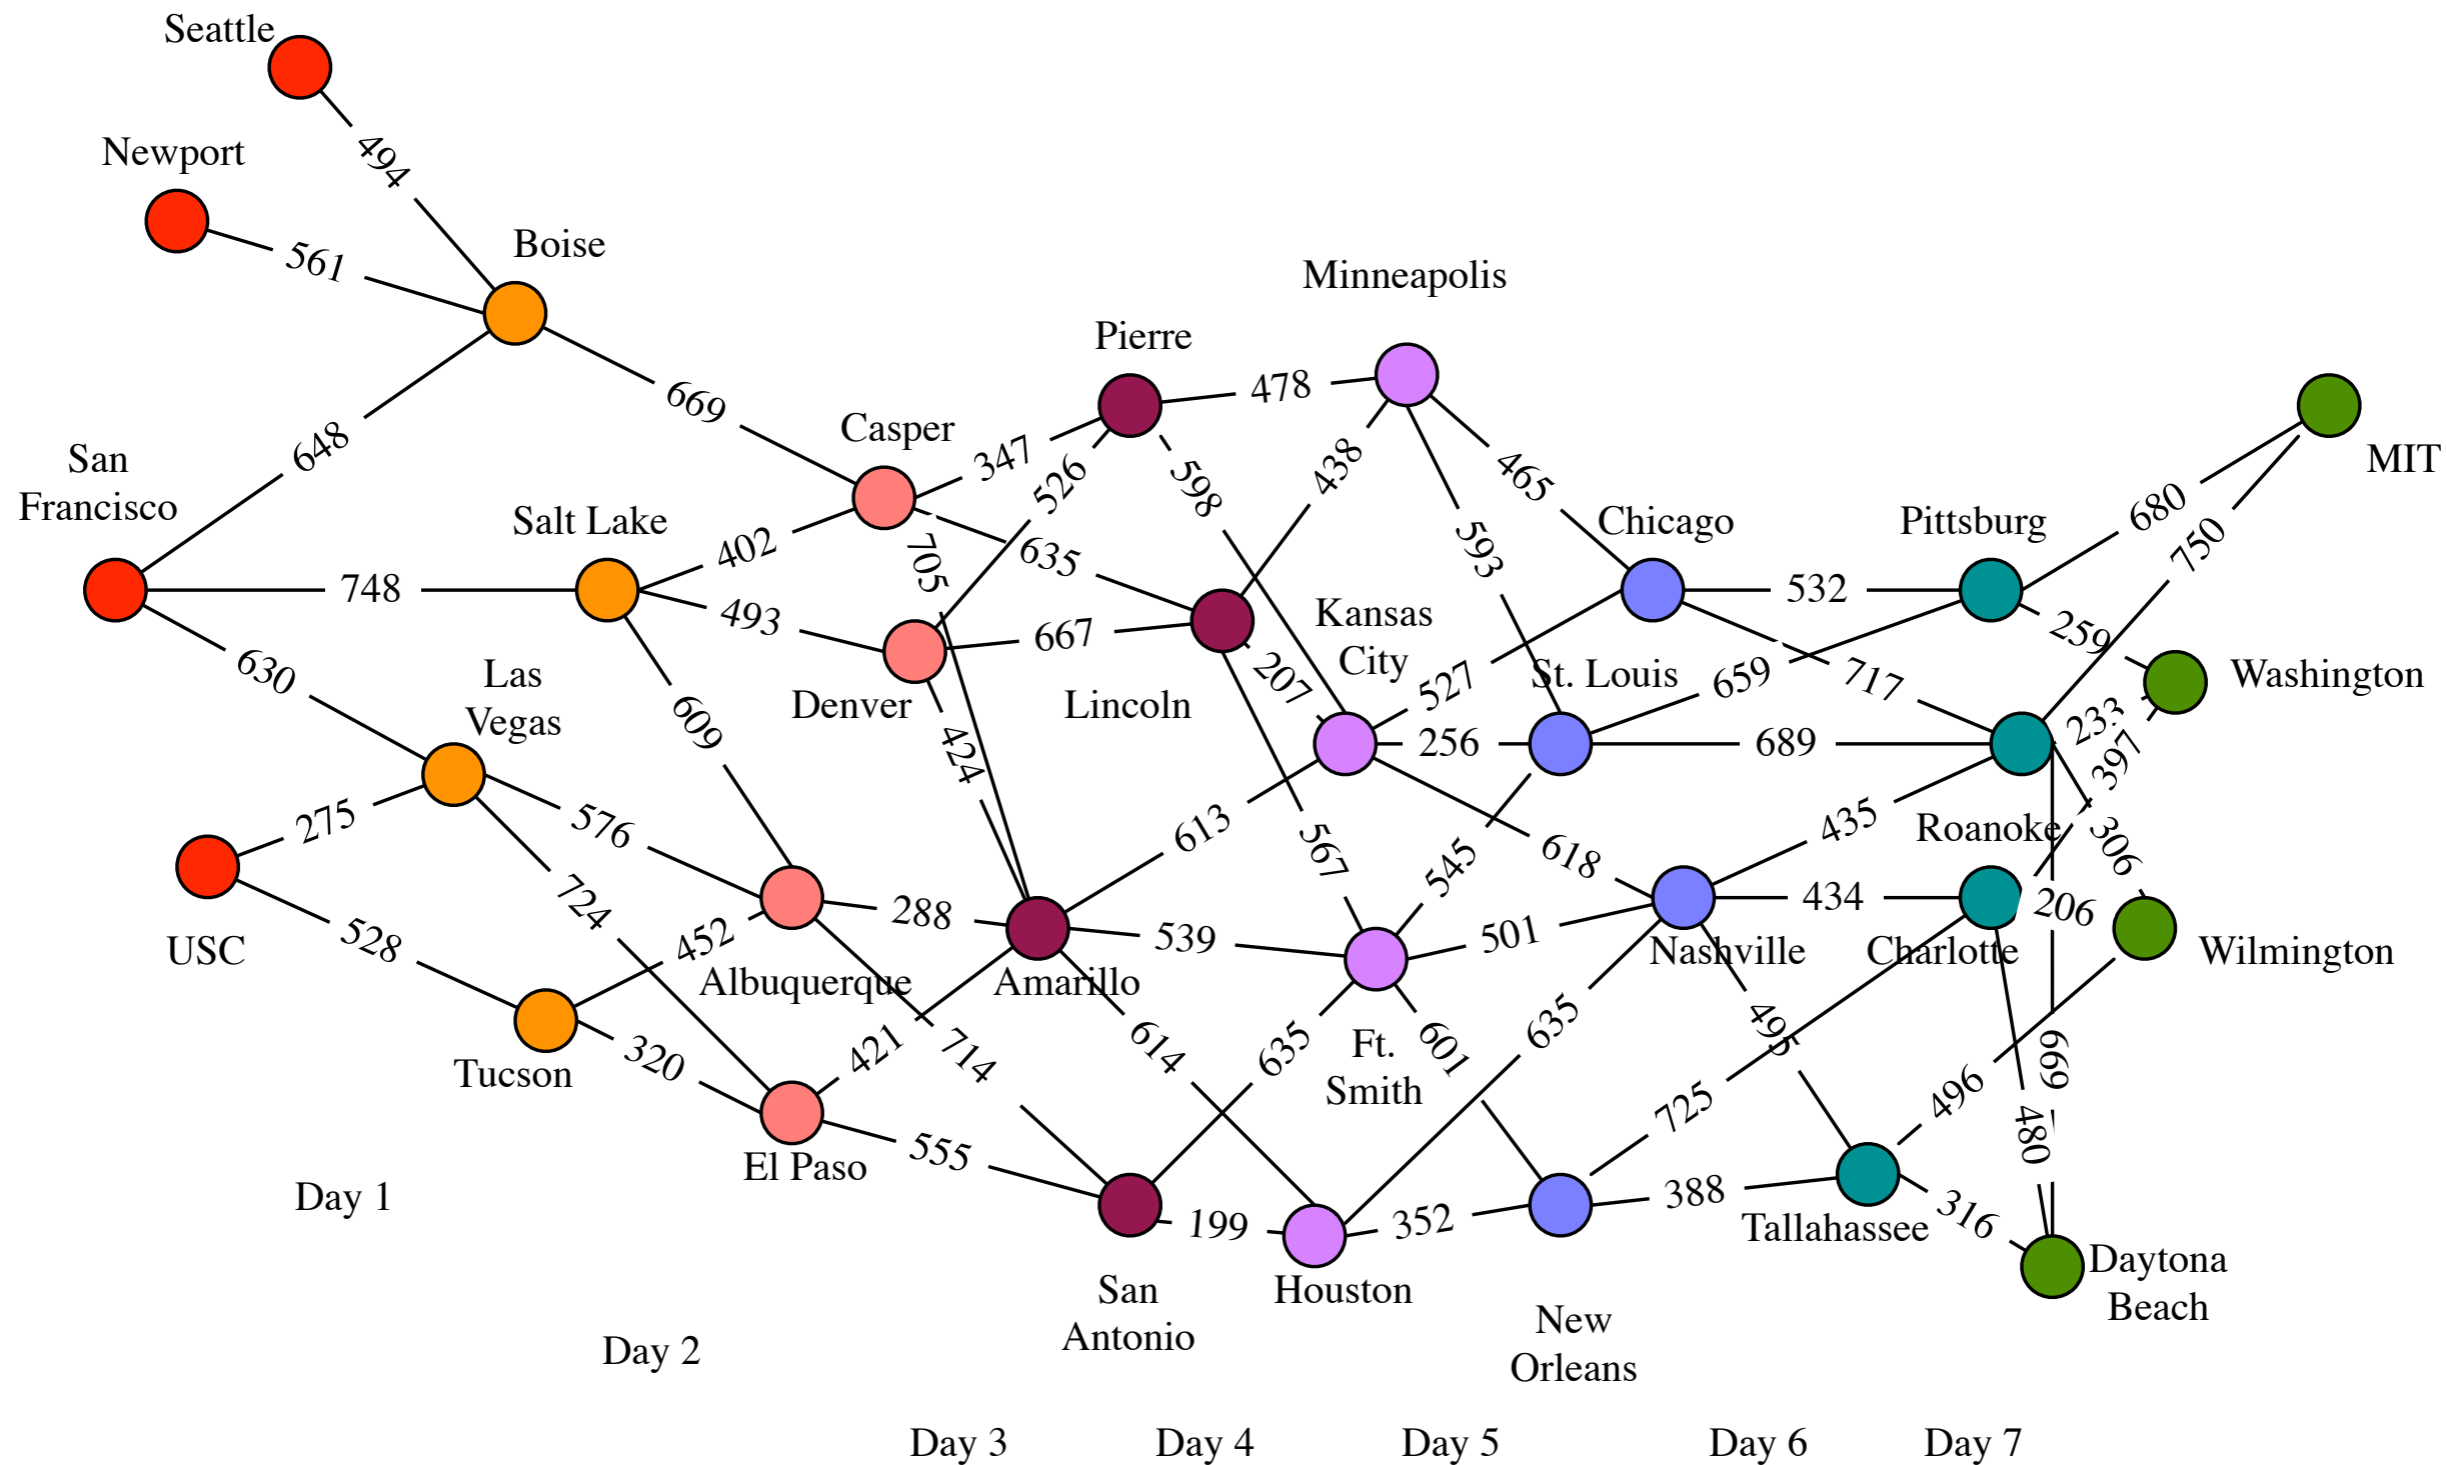 Seattle
494
Newport
561
Boise
Minneapolis
Pierre
669
478
Casper
347
526
598
438
465
648
San
Francisco
MIT
680
750
Salt Lake
402
705
635
593
Chicago
Pittsburg
748
493
532
259
667
Kansas
City
207
527
St. Louis
659
717
Washington
630
Las
Vegas
609
Denver
Lincoln
424
256
689
233
397
275
576
613
567
545
618
435
Roanoke
306
724
288
539
501
434
206
USC
528
452
Albuquerque
Amarillo
Nashville
Charlotte
Wilmington
Tucson
320
421
714
614
635
Ft.
Smith
601
635
495
725
496
669
480
El Paso
555
199
352
388
Tallahassee
316
Daytona
Beach
Day 1
San
Antonio
Houston
New
Orleans
Day 2
Day 3
Day 4
Day 5
Day 6
Day 7